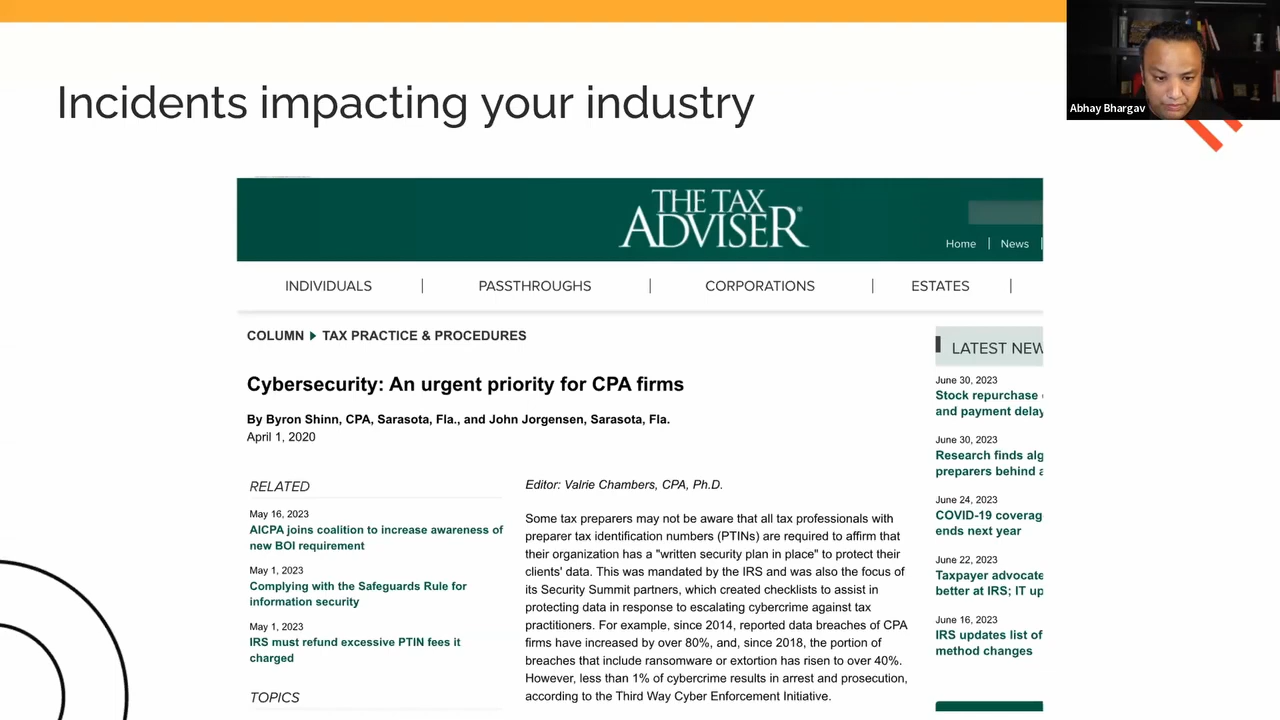 Incidents impacting your industry
Abhay Bhargav
THE TAX
ADVISER®
Home | News |
INDIVIDUALS | PASSTHROUGHS | CORPORATIONS | ESTATES |
COLUMN ▶ TAX PRACTICE & PROCEDURES
Cybersecurity: An urgent priority for CPA firms
By Byron Shinn, CPA, Sarasota, Fla., and John Jorgensen, Sarasota, Fla.
April 1, 2020
RELATED
May 16, 2023
AICPA joins coalition to increase awareness of
new BOI requirement
May 1, 2023
Complying with the Safeguards Rule for
information security
May 1, 2023
IRS must refund excessive PTIN fees it
charged
TOPICS
Editor: Valrie Chambers, CPA, Ph.D.
Some tax preparers may not be aware that all tax professionals with
preparer tax identification numbers (PTINs) are required to affirm that
their organization has a "written security plan in place" to protect their
clients' data. This was mandated by the IRS and was also the focus of
its Security Summit partners, which created checklists to assist in
protecting data in response to escalating cybercrime against tax
practitioners. For example, since 2014, reported data breaches of CPA
firms have increased by over 80%, and, since 2018, the portion of
breaches that include ransomware or extortion has risen to over 40%.
However, less than 1% of cybercrime results in arrest and prosecution,
according to the Third Way Cyber Enforcement Initiative.
LATEST NEW
June 30, 2023
Stock repurchase
and payment delay
June 30, 2023
Research finds alg
preparers behind a
June 24, 2023
COVID-19 coverag
ends next year
June 22, 2023
Taxpayer advocate
better at IRS; IT up
June 16, 2023
IRS updates list of
method changes